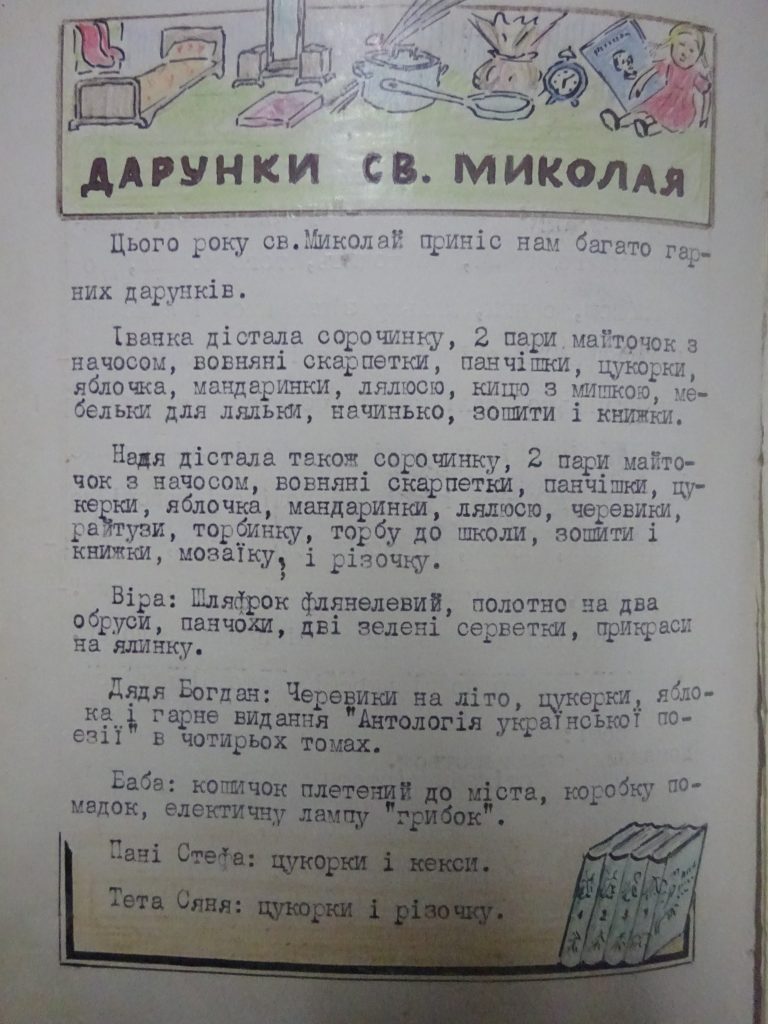 ДАРУНКИ СВ. МИКОЛАЯ
Цього року св.Миколай приніс нам багато гар-
них дарунків.
Іванка дістала сорочинку, 2 пари майточок з
начосом, вовняні скарпетки, панчішки, цукорки,
яблочка, мандаринки, лялюсю, кицю з мишкою, ме-
бельки для ляльки, начинько, зошити і книжки.
Надя дістала також сорочинку, 2 пари майто-
чок з начосом, вовняні скарпетки, панчішки, цу-
керки, яблочка, мандаринки, лялюсю, черевики,
райтузи, торбинку, торбу до школи, зошити і
книжки, мозаїку, і різочку.
Віра: Шляфрок флянелевий, полотно на два
обруси, панчохи, дві зелені серветки, прикраси
на ялинку.
Дядя Богдан: Черевики на літо, цукерки, ябло-
ка і гарне видання "Антологія української по-
езії" в чотирьох томах.
Баба: кошичок плетений до міста, коробку по-
мадок, електичну лампу "грибок".
Пані Стефа: цукорки і кекси.
Тета Сяня: цукорки і різочку.